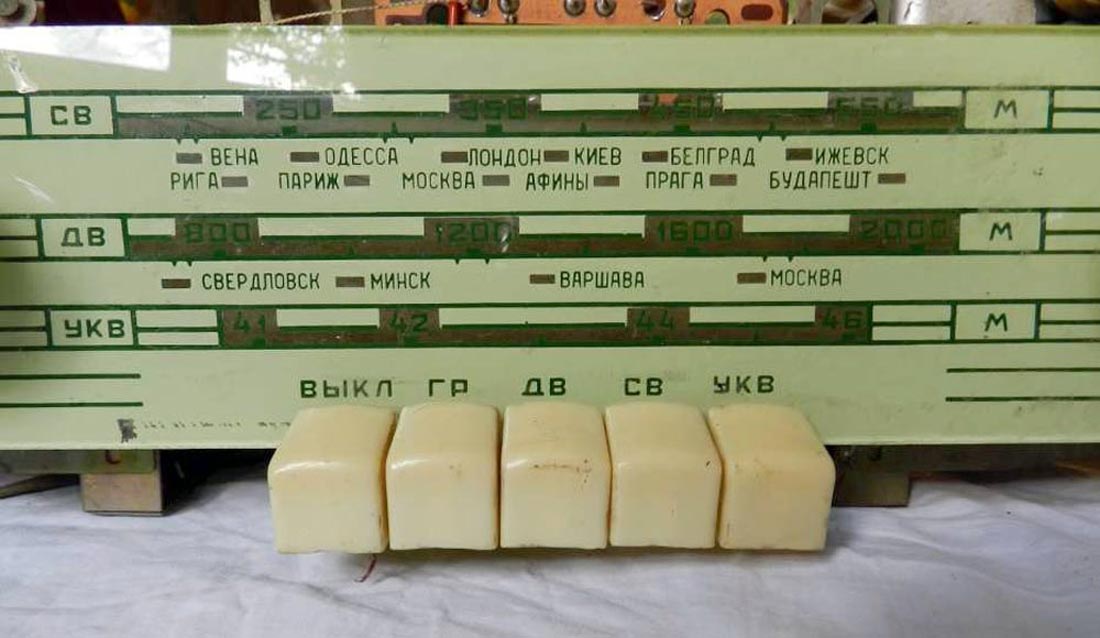 СВ 250 350 450 550 М
ВЕНА ОДЕССА ЛОНДОН КИЕВ БЕЛГРАД ИЖЕВСК
РИГА ПАРИЖ МОСКВА АФИНЫ ПРАГА БУДАПЕШТ
ДВ 800 1200 1600 2000 М
СВЕРДЛОВСК МИНСК ВАРШАВА МОСКВА
УКВ 41 42 44 46 М
ВЫКЛ ГР ДВ СВ УКВ